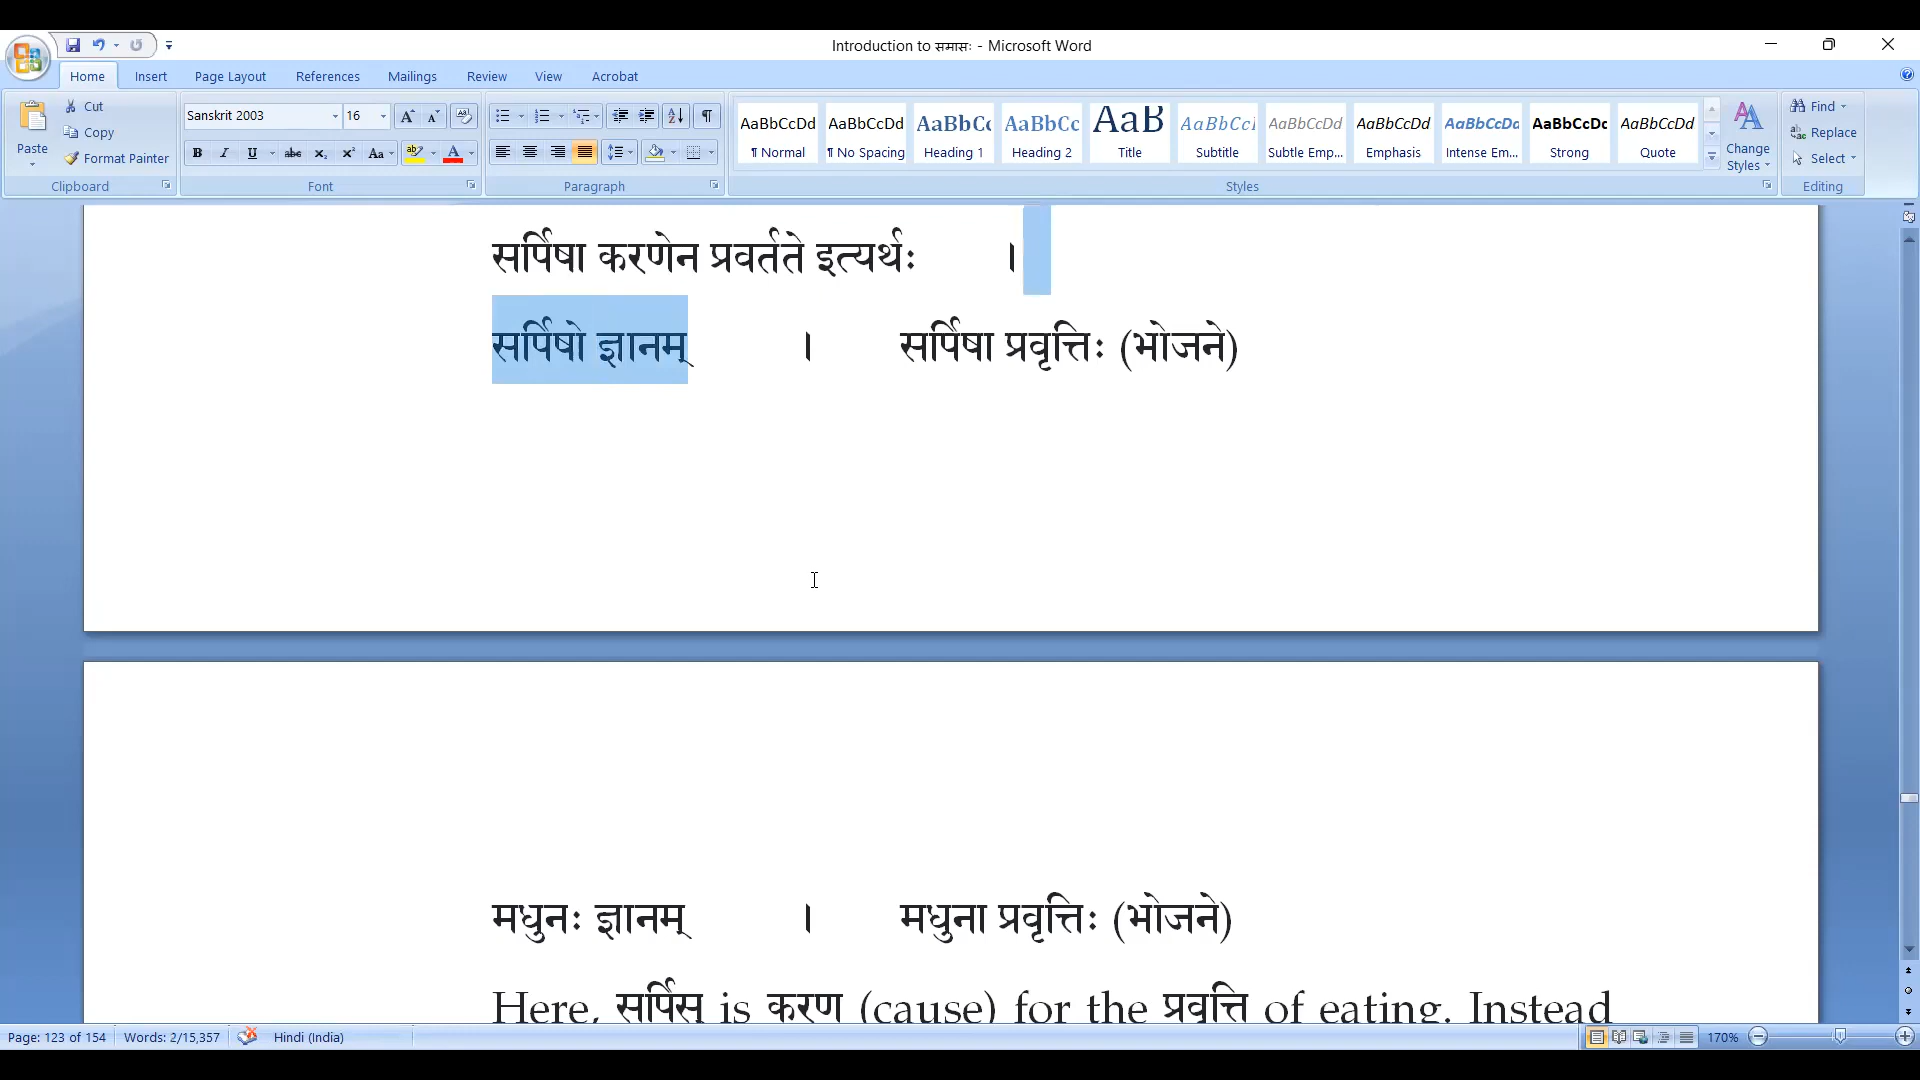 Introduction to समासः - Microsoft Word
Home Insert Page Layout References Mailings Review View Acrobat
Paste
Cut
Copy
Format Painter
Clipboard
Sanskrit 2003 16
Font
Paragraph
AaBbCcDd AaBbCcDd AaBbCc AaBbCc AaB AaBbCcI AaBbCcDd AaBbCcDd AaBbCcDd AaBbCcDc AaBbCcDd
¶ Normal ¶ No Spacing Heading 1 Heading 2 Title Subtitle Subtle Emp... Emphasis Intense Em... Strong Quote
Change Styles
Styles
Find
Replace
Select
Editing
सर्पिषा करणेन प्रवर्तते इत्यर्थः ।
सर्पिषो ज्ञानम् । सर्पिषा प्रवृत्तिः (भोजने)
मधुनः ज्ञानम् । मधुना प्रवृत्तिः (भोजने)
Here, सर्पिस् is करण (cause) for the प्रवृत्ति of eating. Instead
Page: 123 of 154 Words: 2/15,357 Hindi (India) 170%